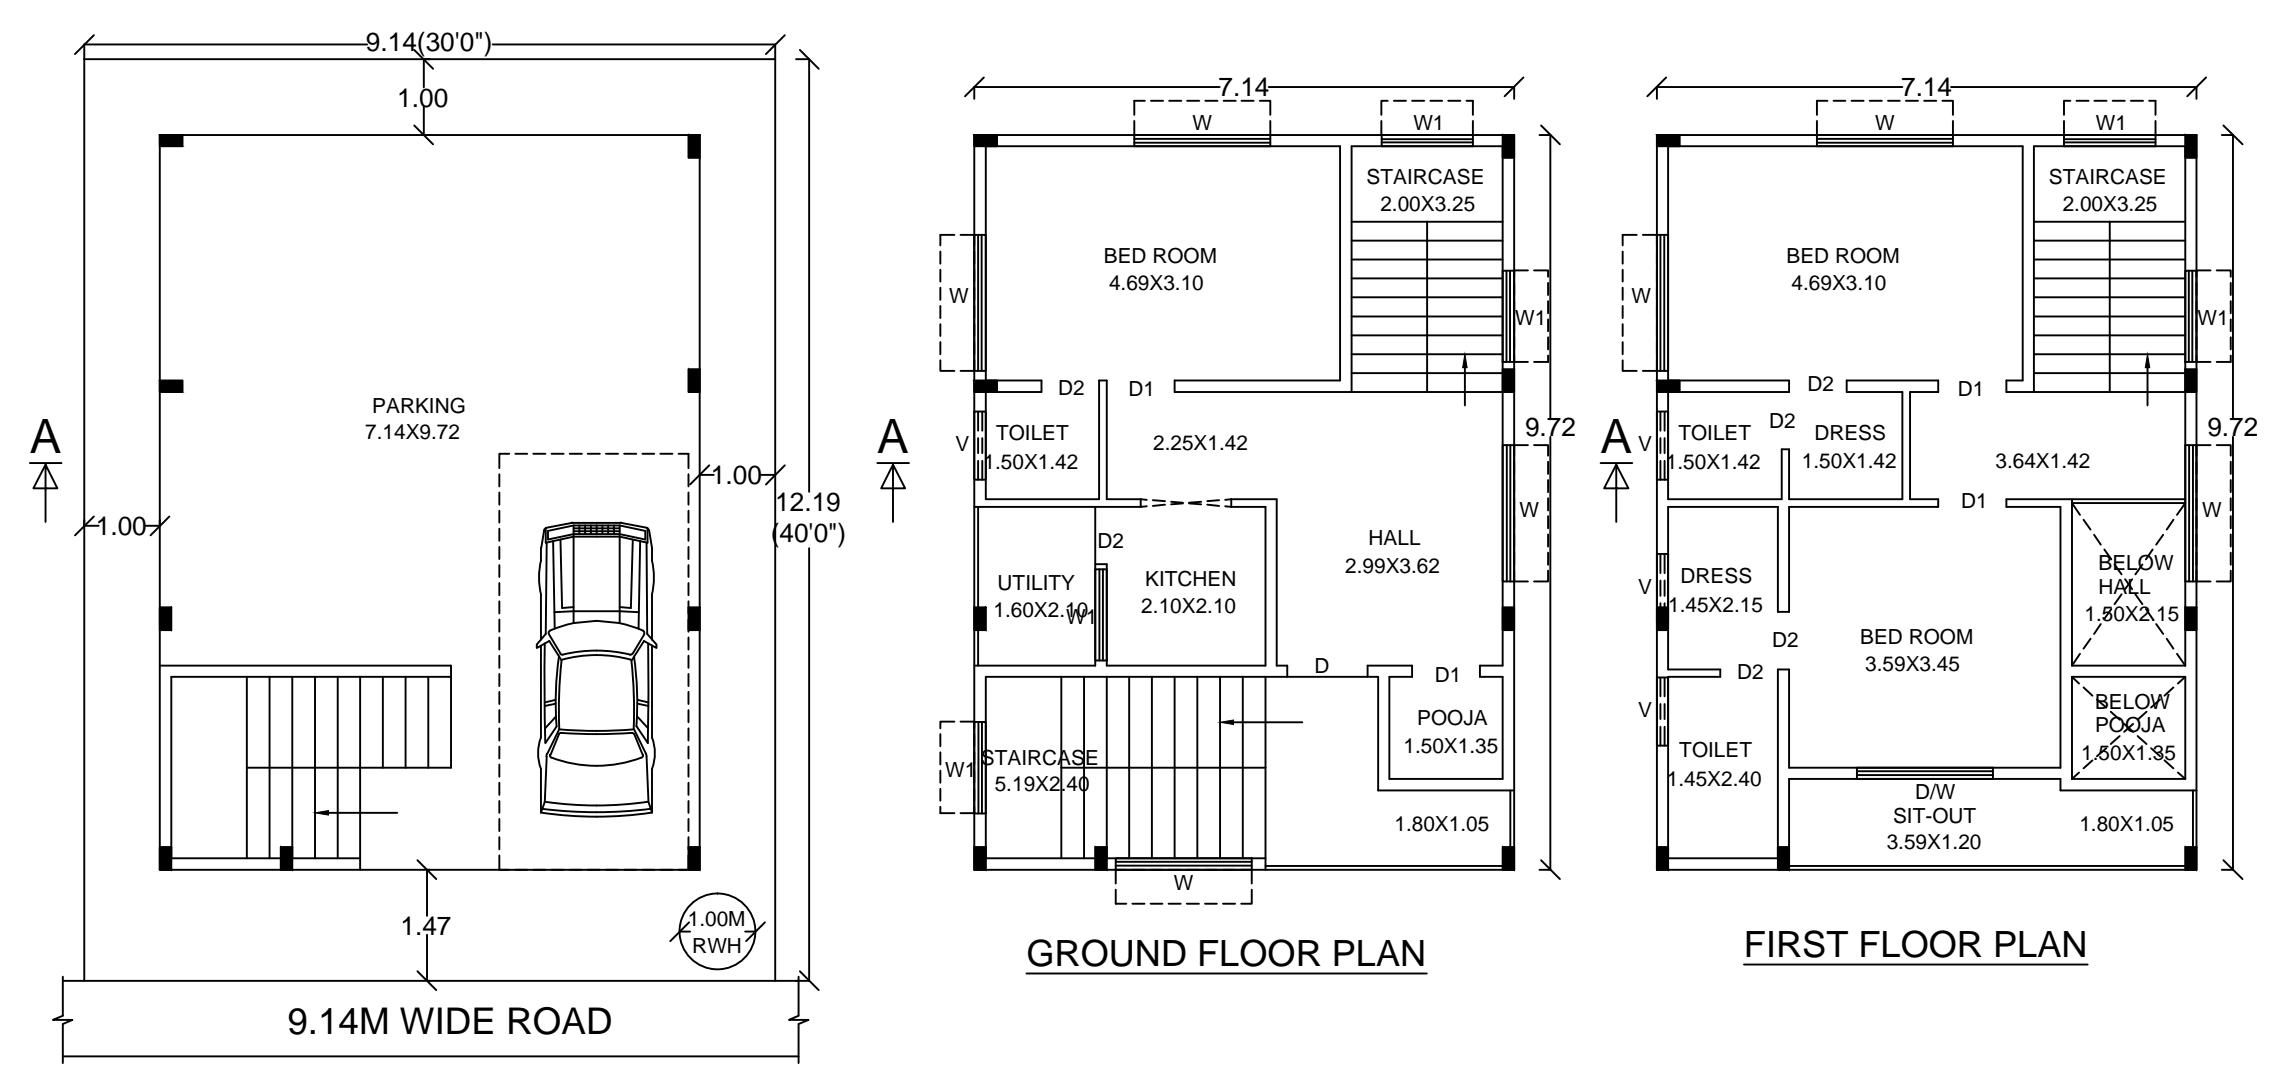 9.14(30'0")
1.00
A
PARKING
7.14X9.72
1.00
1.00
12.19
(40'0")
1.47
1.00M
RWH
9.14M WIDE ROAD
7.14
W
W1
STAIRCASE
2.00X3.25
BED ROOM
4.69X3.10
W
W1
D2
D1
A
V
TOILET
1.50X1.42
2.25X1.42
9.72
W
D2
HALL
2.99X3.62
UTILITY
1.60X2.10
W1
KITCHEN
2.10X2.10
D
D1
POOJA
1.50X1.35
W1
STAIRCASE
5.19X2.40
1.80X1.05
W
GROUND FLOOR PLAN
7.14
W
W1
STAIRCASE
2.00X3.25
BED ROOM
4.69X3.10
W
W1
D2
D1
A
V
TOILET
1.50X1.42
D2
DRESS
1.50X1.42
3.64X1.42
9.72
D1
W
BELOW
HALL
1.50X2.15
V
DRESS
1.45X2.15
D2
BED ROOM
3.59X3.45
D2
V
BELOW
POOJA
1.50X1.35
TOILET
1.45X2.40
D/W
SIT-OUT
3.59X1.20
1.80X1.05
FIRST FLOOR PLAN